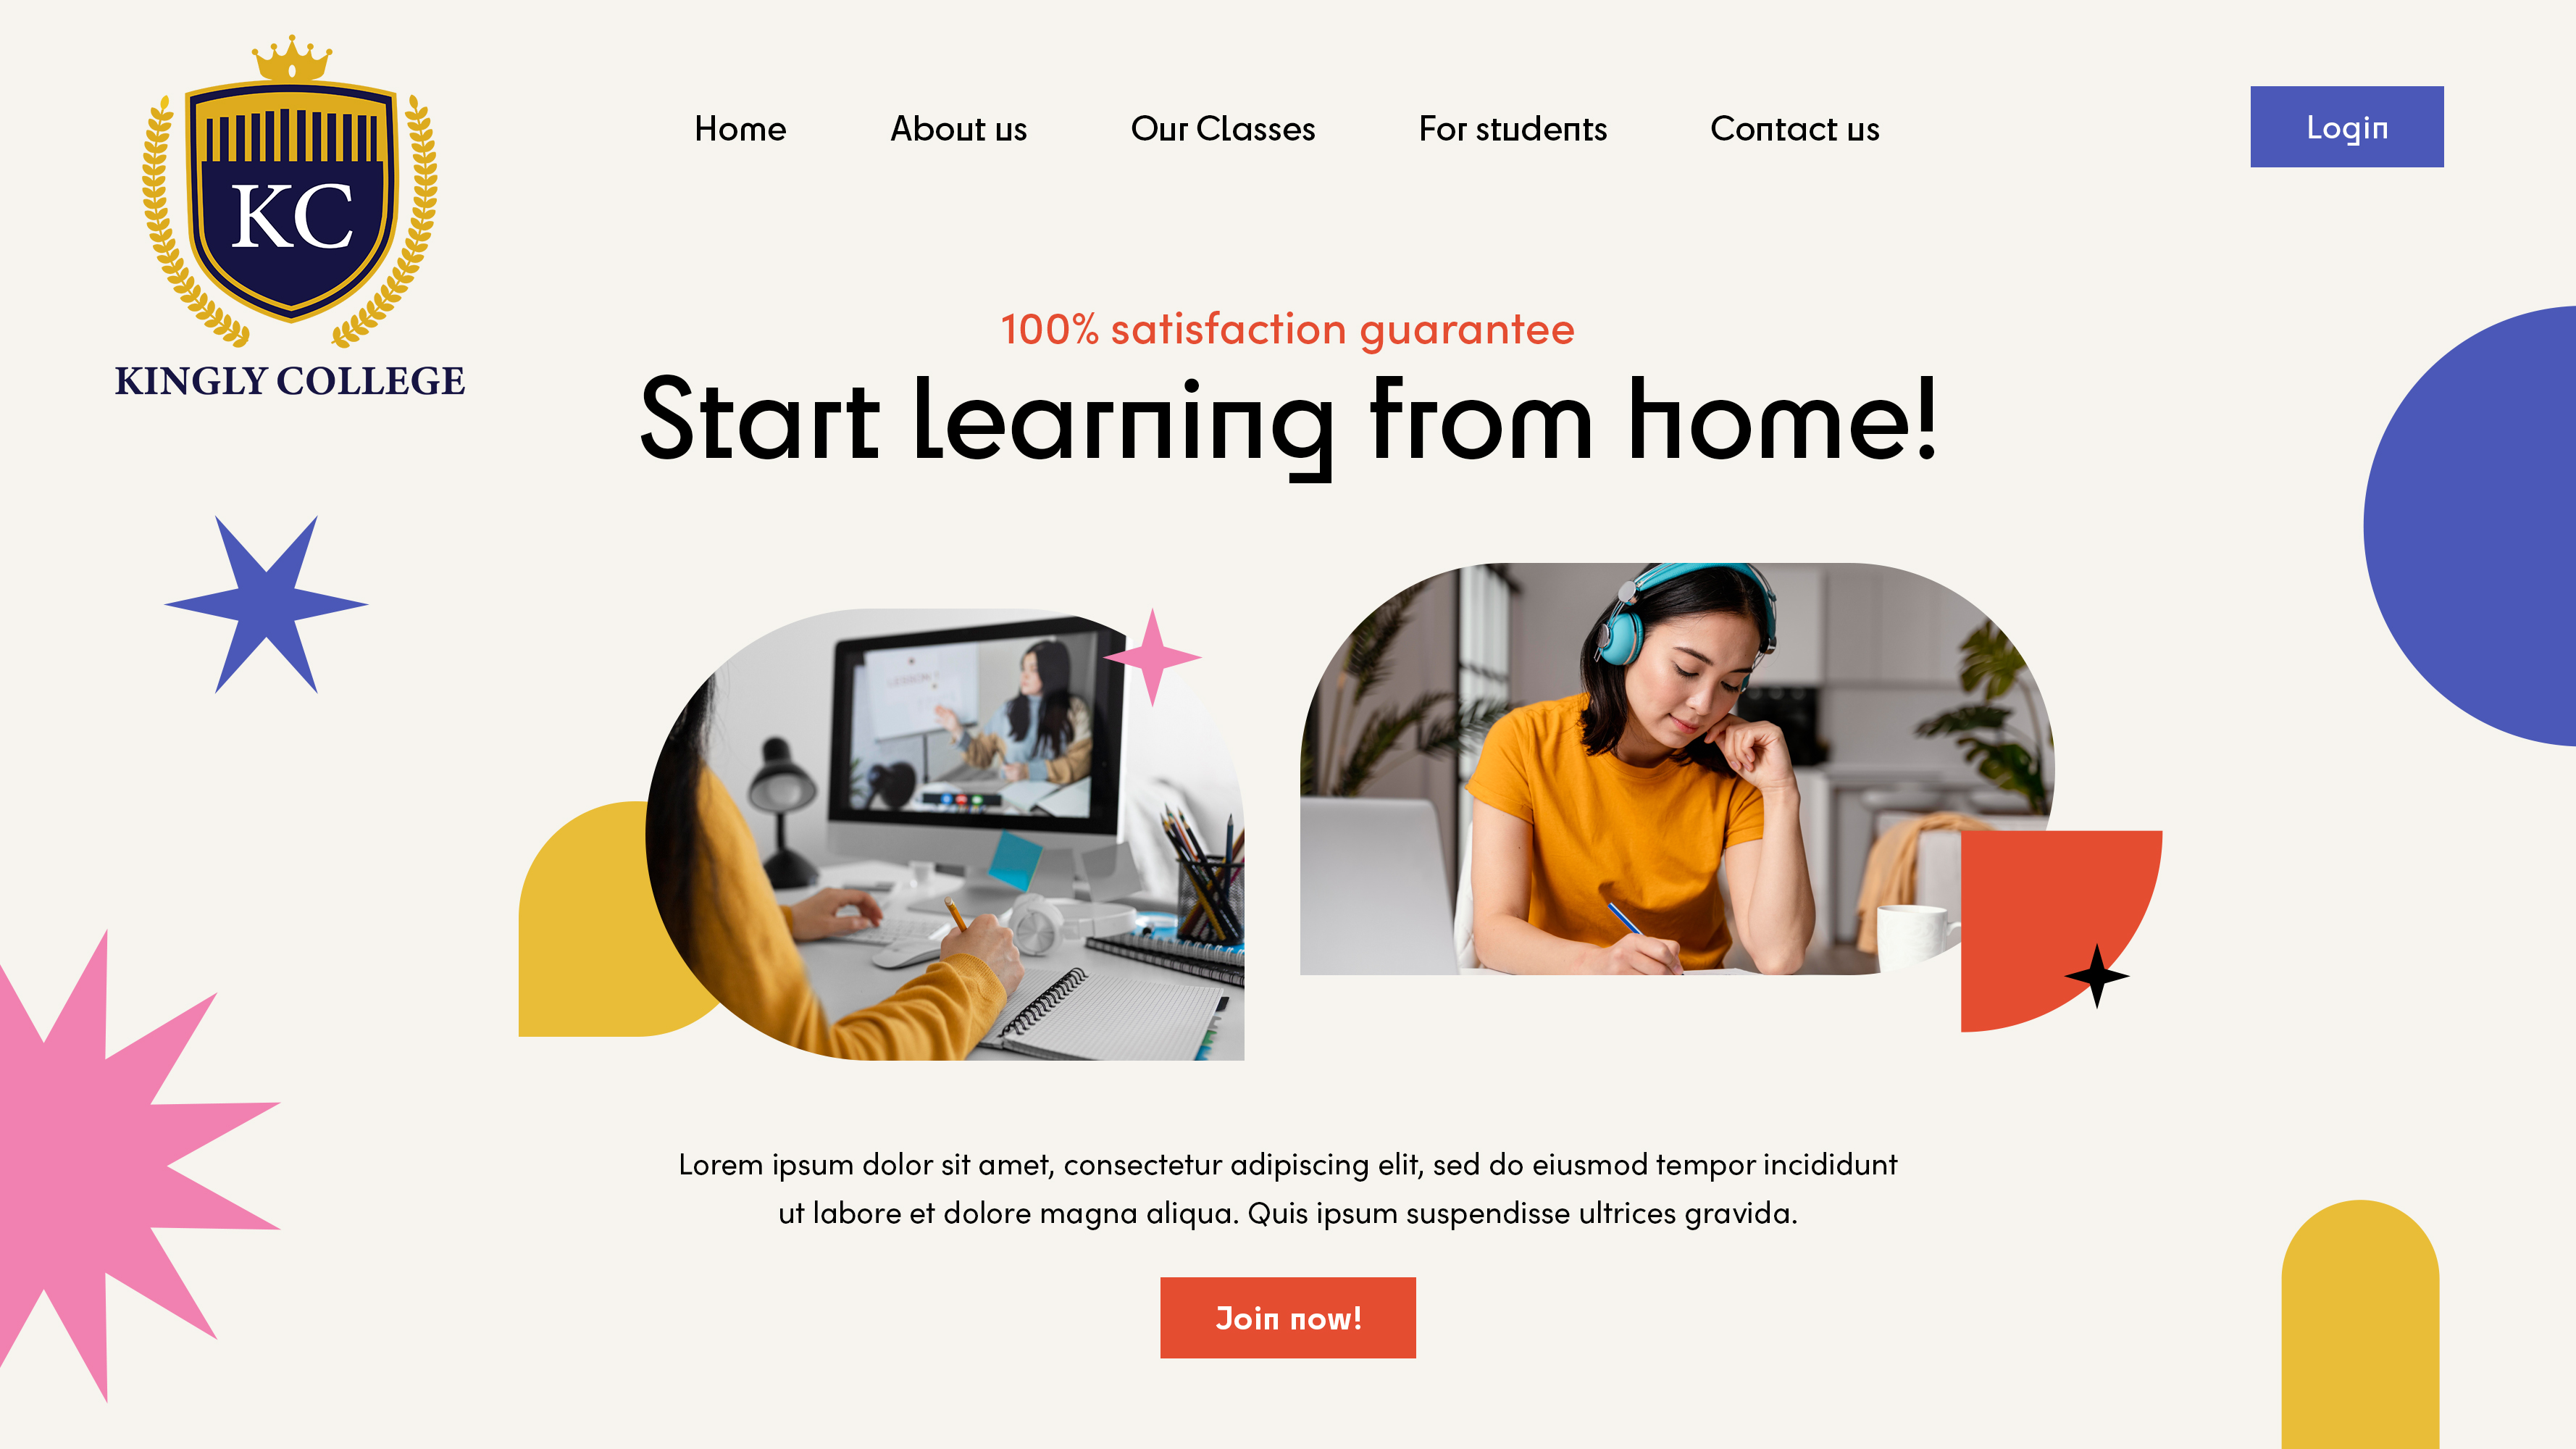 KC
KINGLY COLLEGE
Home
About us
Our Classes
For students
Contact us
Login
100% satisfaction guarantee
Start learning from home!
LESSON
Lorem ipsum dolor sit amet, consectetur adipiscing elit, sed do eiusmod tempor incididunt
ut labore et dolore magna aliqua. Quis ipsum suspendisse ultrices gravida.
Join now!